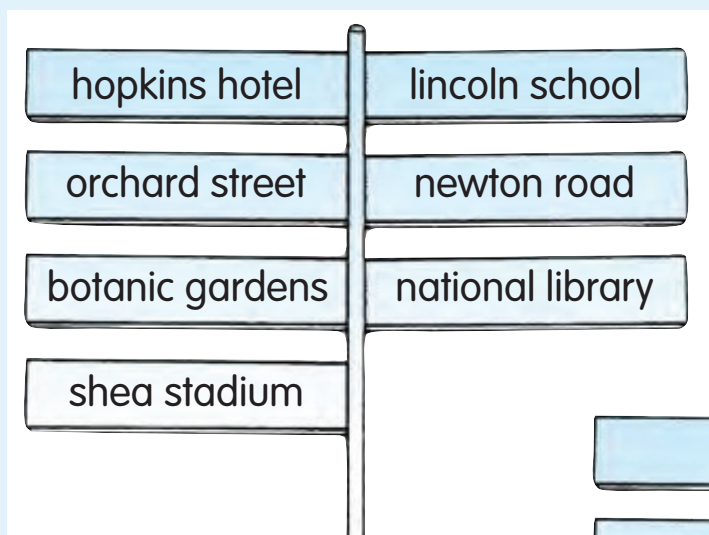 hopkins hotel
lincoln school
orchard street
newton road
botanic gardens
national library
shea stadium